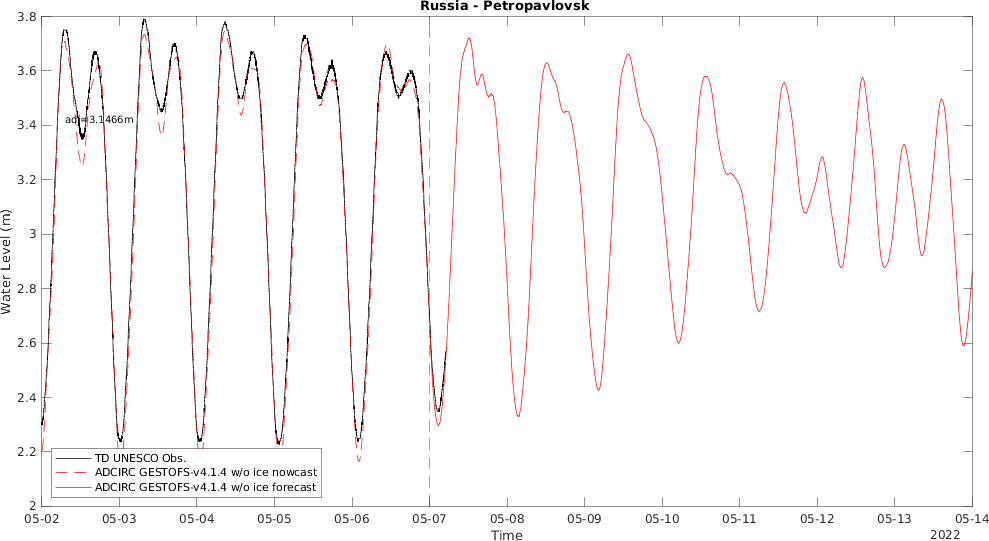 Russia - Petropavlovsk
3.8
3.6
3.4
3.2
3
2.8
2.6
2.4
2.2
2
Water Level (m)
adj=3.1466m
TD UNESCO Obs.
ADCIRC GESTOFS-v4.1.4 w/o ice nowcast
ADCIRC GESTOFS-v4.1.4 w/o ice forecast
05-02 05-03 05-04 05-05 05-06 05-07 05-08 05-09 05-10 05-11 05-12 05-13 05-14
Time
2022